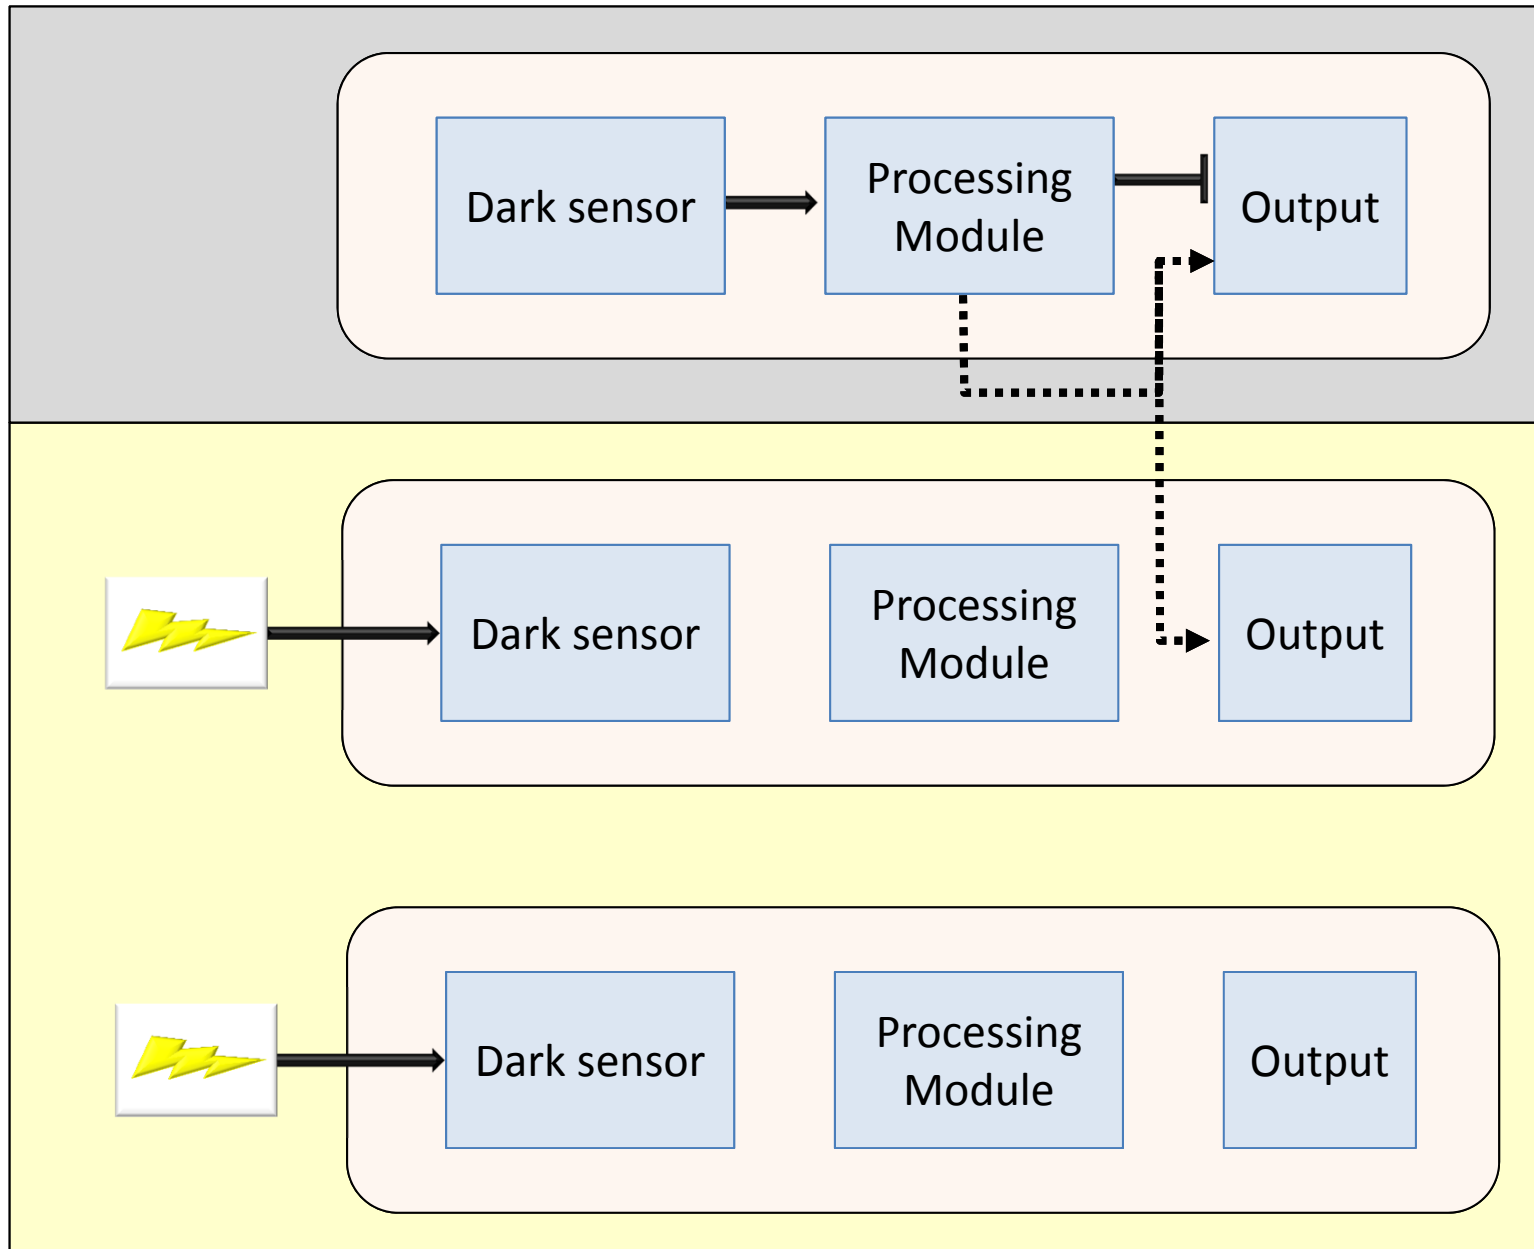 Dark sensor
Processing
Module
Output
Dark sensor
Processing
Module
Output
Dark sensor
Processing
Module
Output